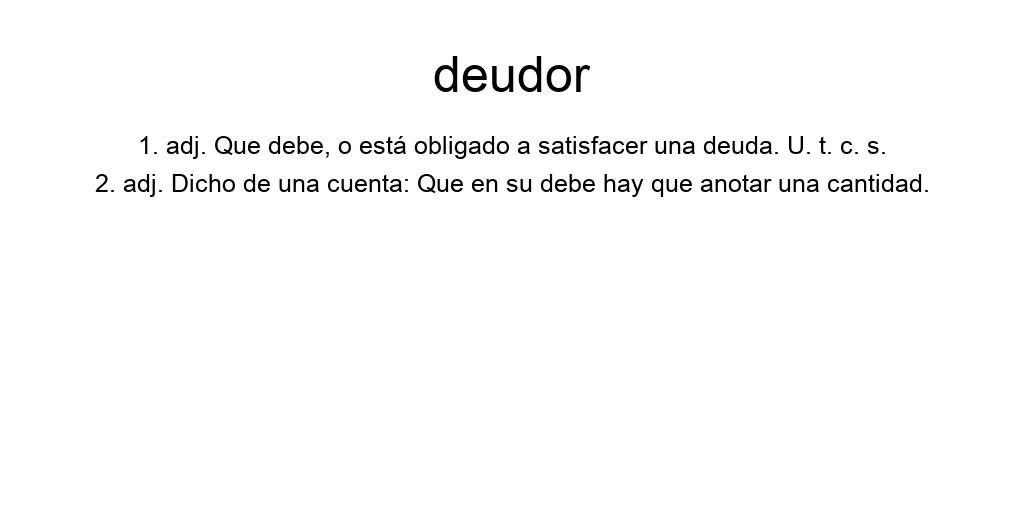 deudor
1. adj. Que debe, o está obligado a satisfacer una deuda. U. t. c. s.
2. adj. Dicho de una cuenta: Que en su debe hay que anotar una cantidad.